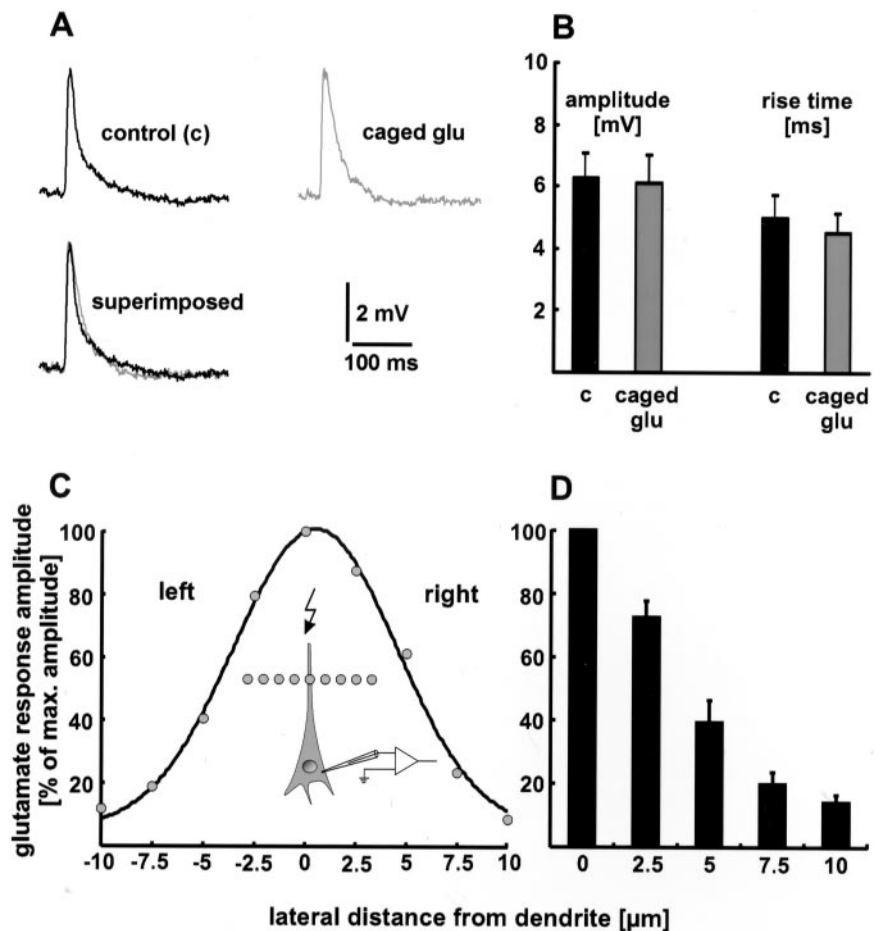 A
control (c)
caged glu
superimposed
2 mV
100 ms
B
10
8
6
4
2
amplitude
[mV]
rise time
[ms]
c
caged
glu
c
caged
glu
C
glutamate response amplitude
[% of max. amplitude]
100
80
60
40
20
left
right
-10
-7.5
-5
-2.5
0
2.5
5
7.5
10
D
100
80
60
40
20
0
2.5
5
7.5
10
lateral distance from dendrite [µm]